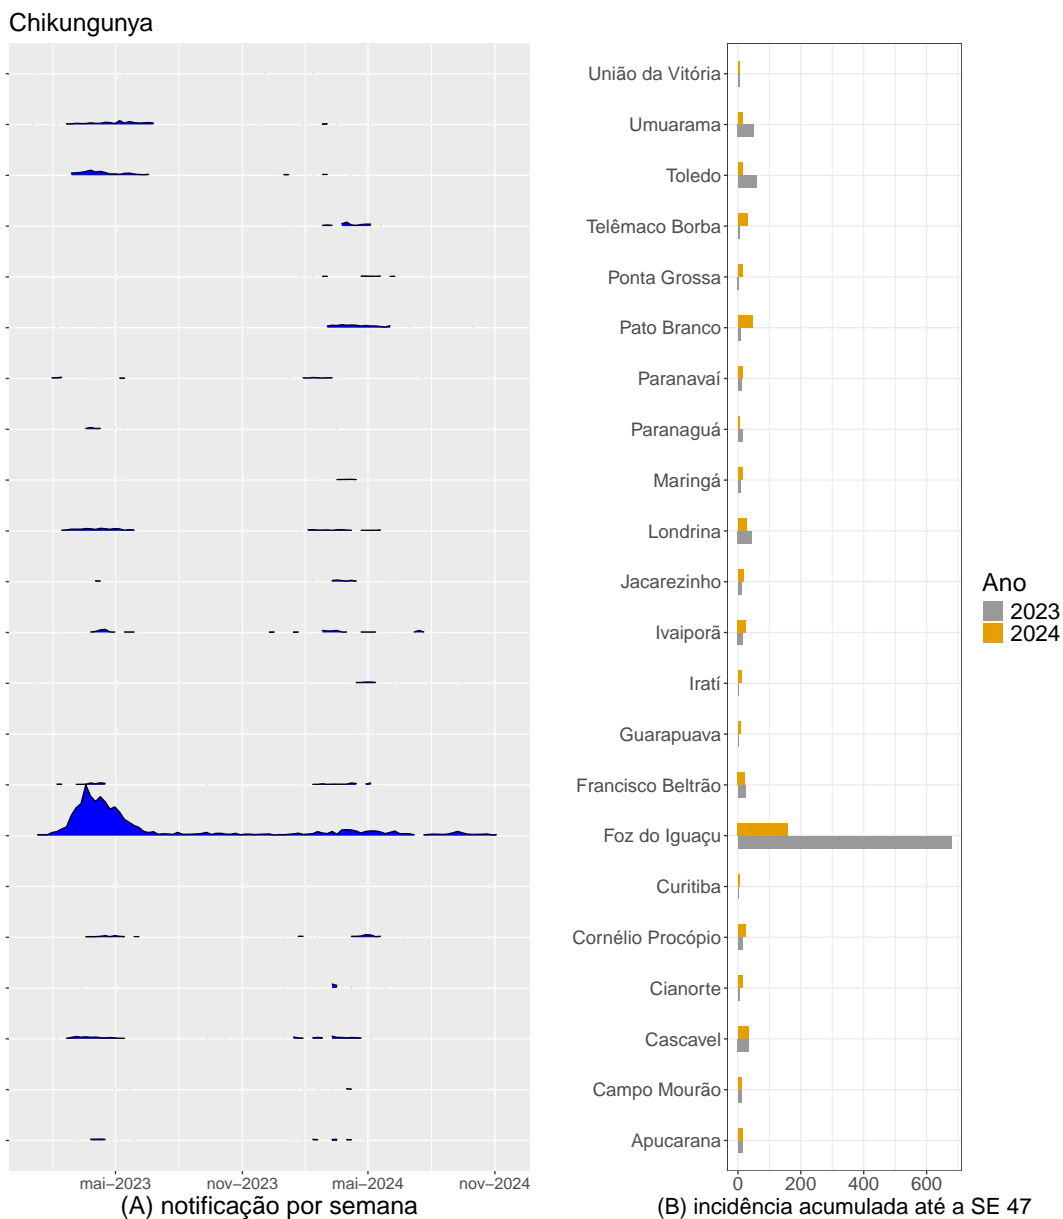 Chikungunya
União da Vitória
Umuarama
Toledo
Telêmaco Borba
Ponta Grossa
Pato Branco
Paranavaí
Paranaguá
Maringá
Londrina
Jacarezinho
Ivaiporã
Iratí
Guarapuava
Francisco Beltrão
Foz do Iguaçu
Curitiba
Cornélio Procópio
Cianorte
Cascavel
Campo Mourão
Apucarana
mai–2023 nov–2023 mai–2024 nov–2024
(A) notificação por semana
0 200 400 600
(B) incidência acumulada até a SE 47
Ano
2023
2024